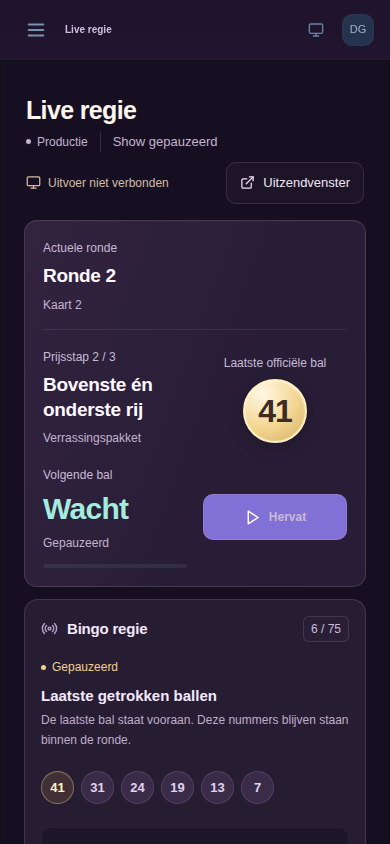 Live regie
DG
Live regie
Productie
Show gepauzeerd
Uitvoer niet verbonden
Uitzendvenster
Actuele ronde
Ronde 2
Kaart 2
Prijsstap 2 / 3
Bovenste én
onderste rij
Verrassingspakket
Laatste officiële bal
41
Volgende bal
Wacht
Gepauzeerd
Hervat
Bingo regie
6 / 75
Gepauzeerd
Laatste getrokken ballen
De laatste bal staat vooraan. Deze nummers blijven staan
binnen de ronde.
41 31 24 19 13 7